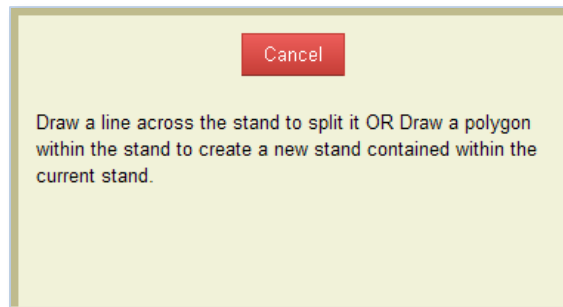 Cancel
Draw a line across the stand to split it OR Draw a polygon
within the stand to create a new stand contained within the
current stand.